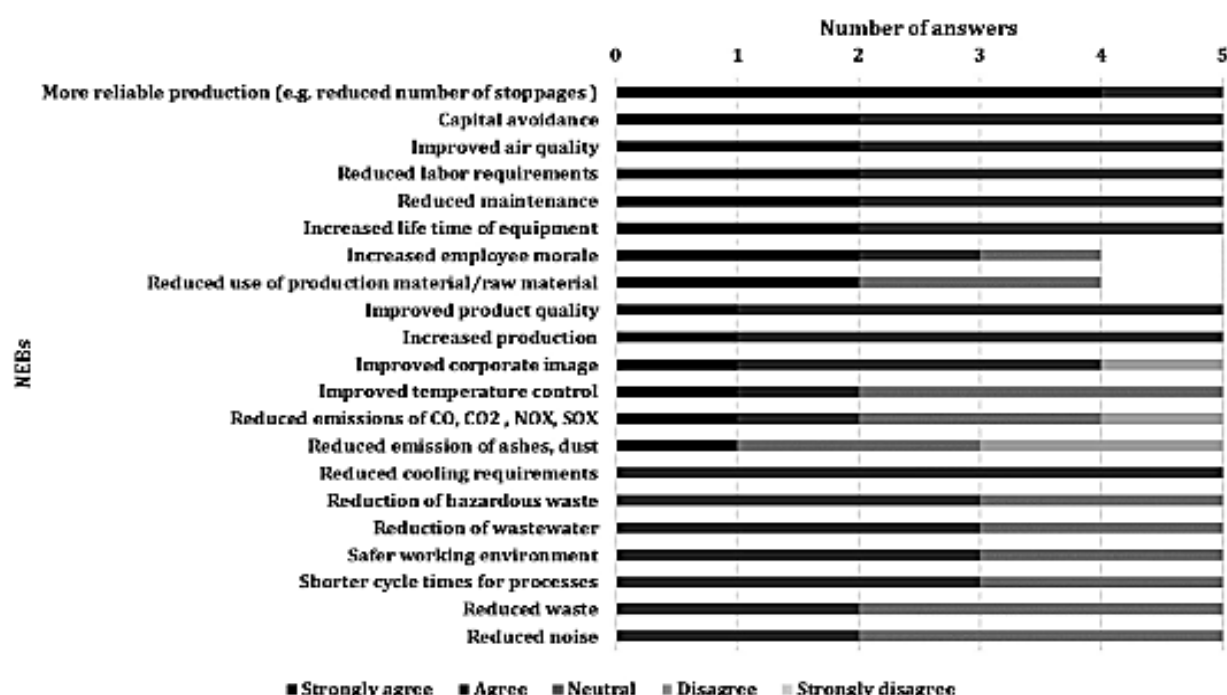 Number of answers
0 1 2 3 4 5
More reliable production (e.g. reduced number of stoppages )
Capital avoidance
Improved air quality
Reduced labor requirements
Reduced maintenance
Increased life time of equipment
Increased employee morale
Reduced use of production material/raw material
Improved product quality
Increased production
Improved corporate image
Improved temperature control
Reduced emissions of CO, CO2 , NOX, SOX
Reduced emission of ashes, dust
Reduced cooling requirements
Reduction of hazardous waste
Reduction of wastewater
Safer working environment
Shorter cycle times for processes
Reduced waste
Reduced noise
NEBs
Strongly agree Agree Neutral Disagree Strongly disagree